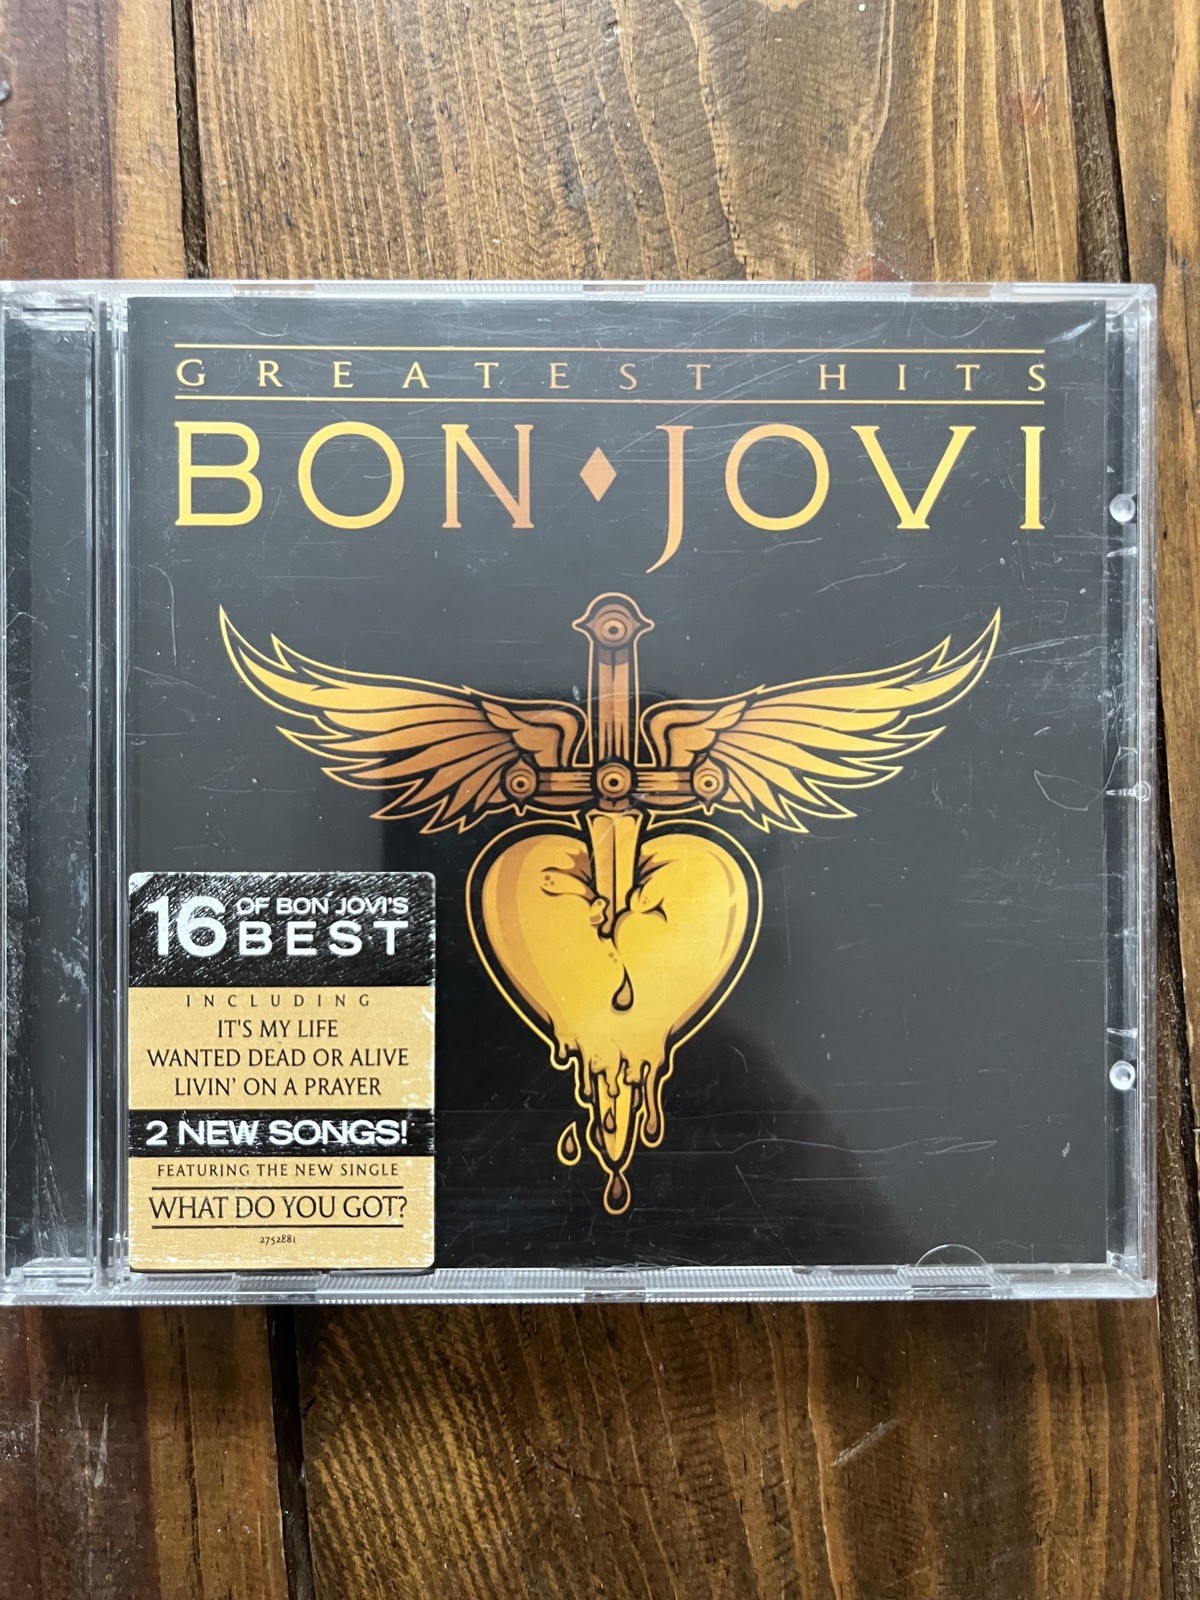 GREATEST HITS
BON♦JOVI
16 OF BON JOVI'S
BEST
INCLUDING
IT'S MY LIFE
WANTED DEAD OR ALIVE
LIVIN' ON A PRAYER
2 NEW SONGS!
FEATURING THE NEW SINGLE
WHAT DO YOU GOT?
2752881